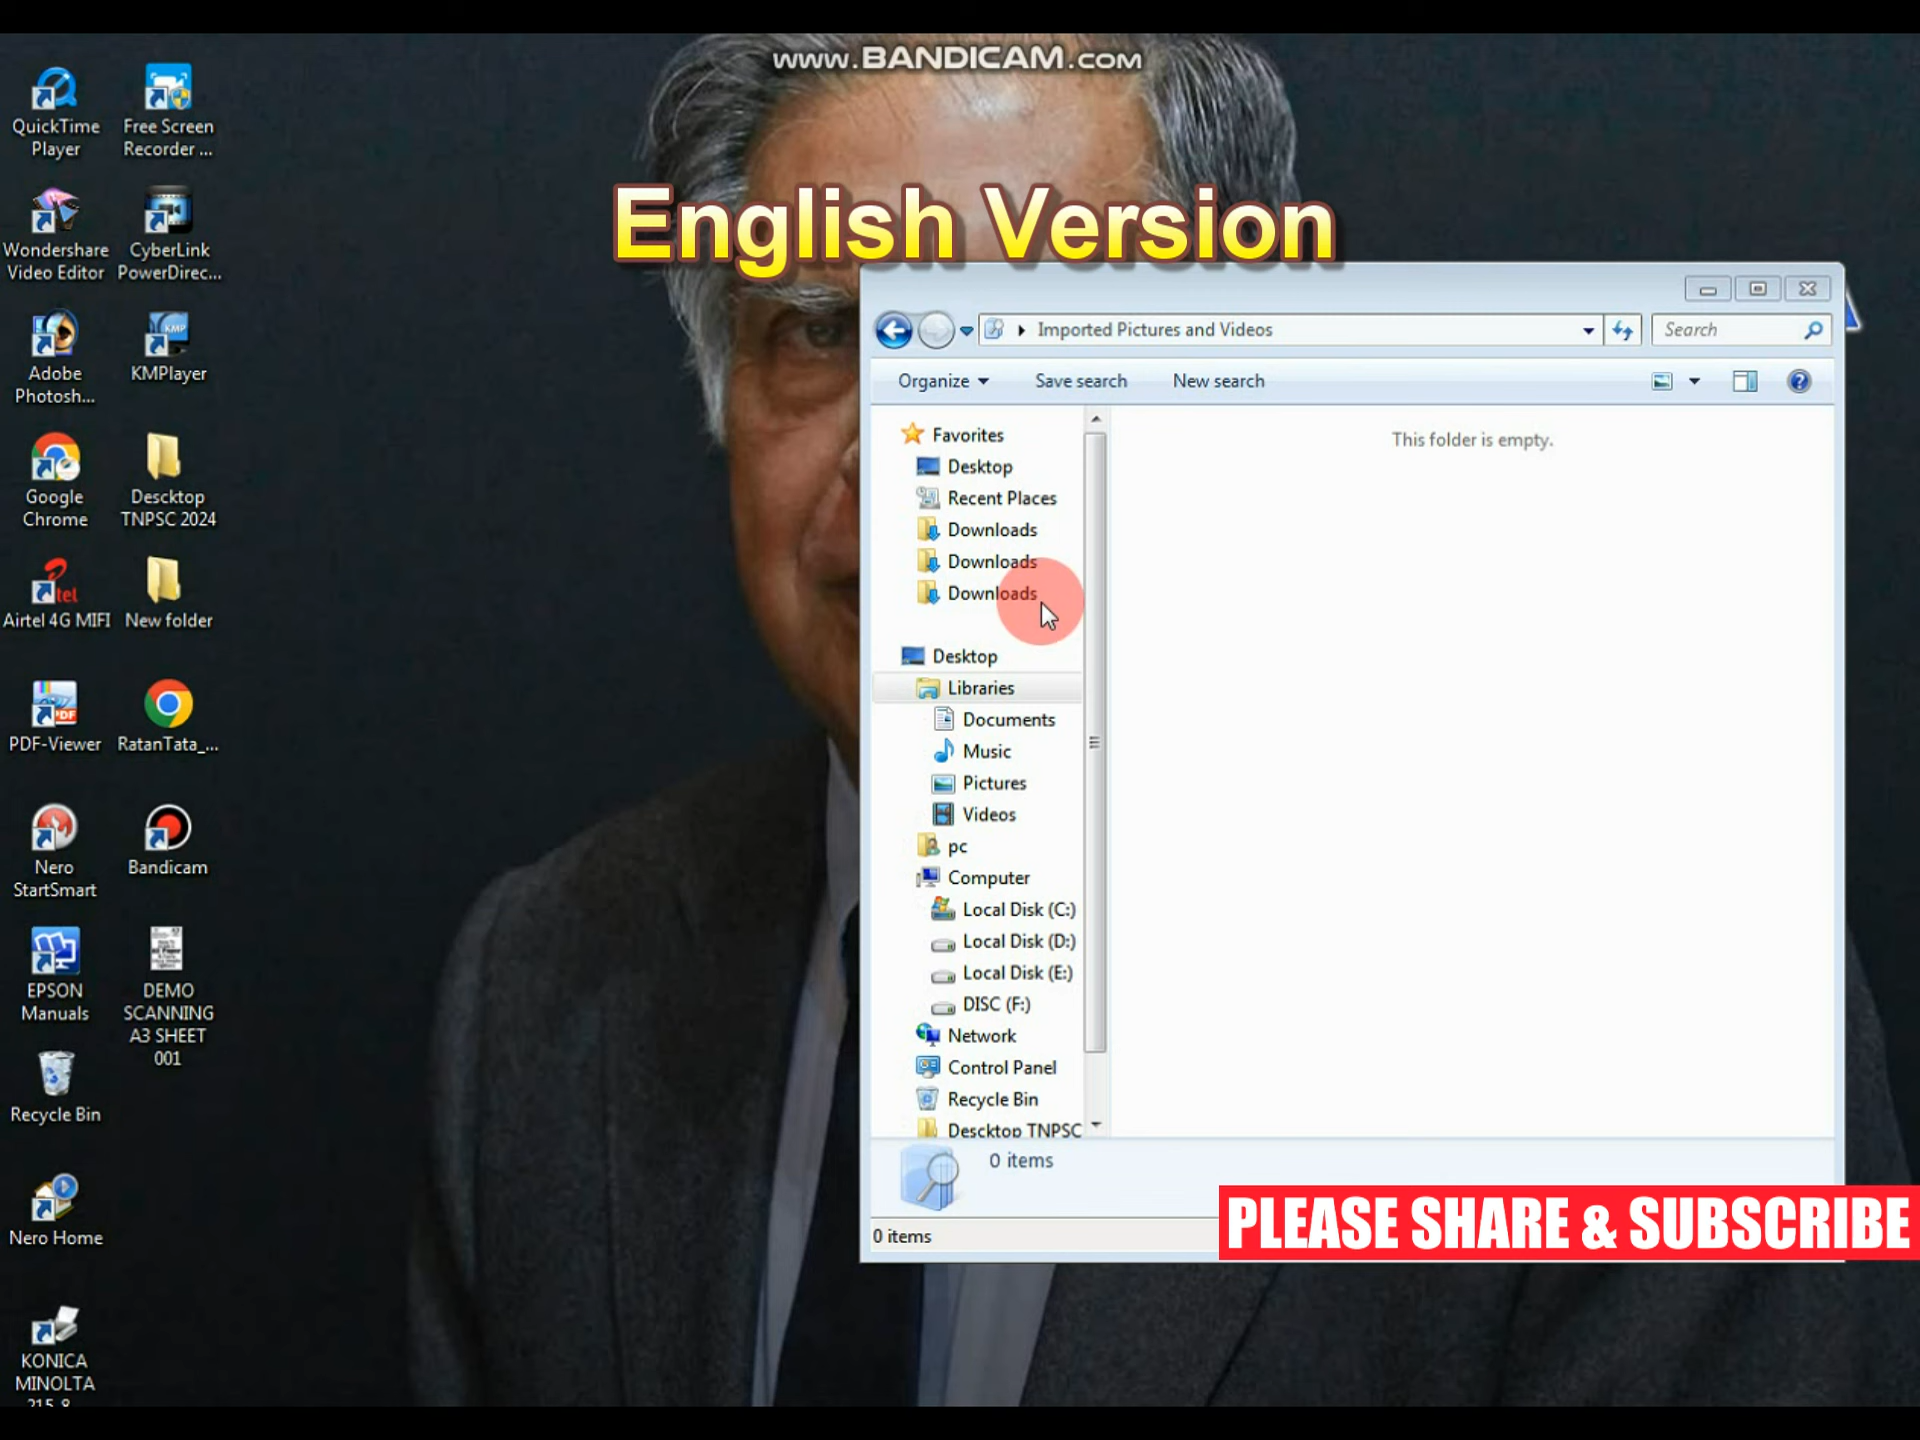 www.BANDICAM.com
English Version
QuickTime
Player
Free Screen
Recorder ...
Wondershare
Video Editor
CyberLink
PowerDirec...
Adobe
Photosh...
KMPlayer
Google
Chrome
Descktop
TNPSC 2024
Airtel 4G MIFI
New folder
PDF-Viewer
RatanTata_...
Nero
StartSmart
Bandicam
EPSON
Manuals
DEMO
SCANNING
A3 SHEET
001
Recycle Bin
Nero Home
KONICA
MINOLTA
215 8
Imported Pictures and Videos
Search
Organize
Save search
New search
Favorites
Desktop
Recent Places
Downloads
Downloads
Downloads
Desktop
Libraries
Documents
Music
Pictures
Videos
pc
Computer
Local Disk (C:)
Local Disk (D:)
Local Disk (E:)
DISC (F:)
Network
Control Panel
Recycle Bin
Descktop TNPSC
This folder is empty.
0 items
0 items
PLEASE SHARE & SUBSCRIBE